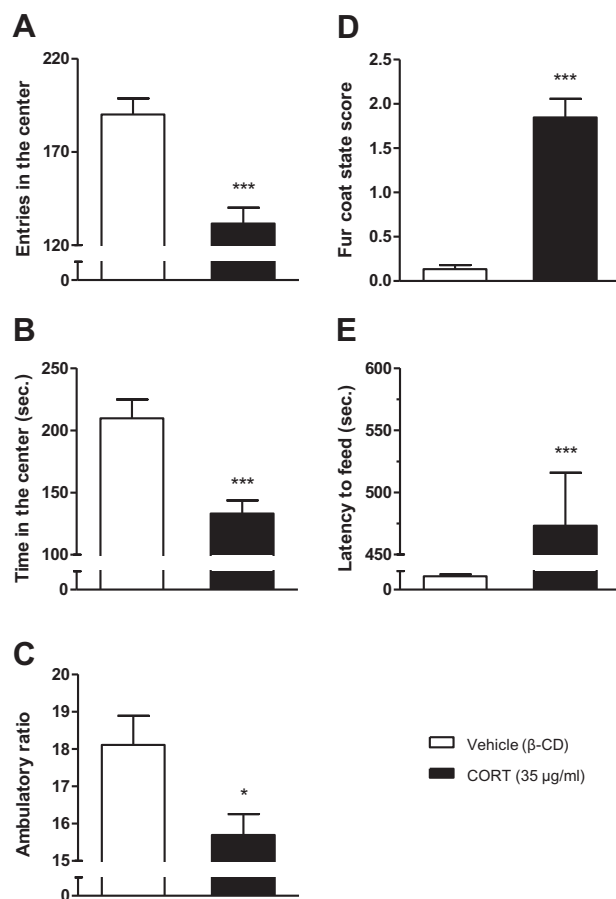 A
Entries in the center
220
170
120
0
***
B
Time in the center (sec.)
250
200
150
100
0
***
C
Ambulatory ratio
20
19
18
17
16
15
0
*
D
Fur coat state score
2.5
2.0
1.5
1.0
0.5
0.0
***
E
Latency to feed (sec.)
600
550
500
450
0
***
Vehicle (β-CD)
CORT (35 µg/ml)